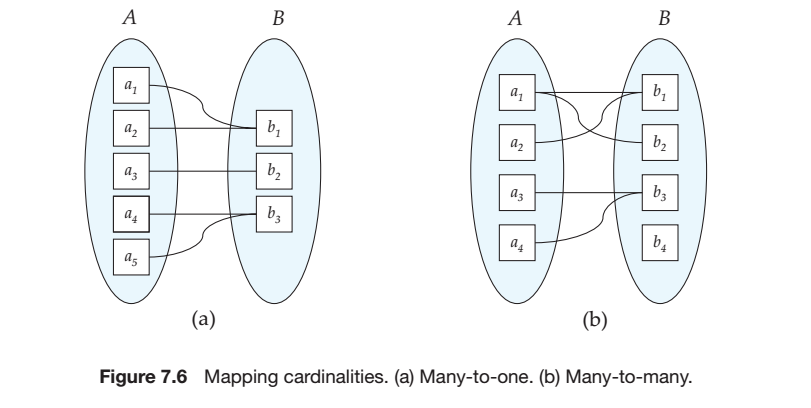 A B
a1
a2
a3
a4
a5
b1
b2
b3
(a)
A B
a1
a2
a3
a4
b1
b2
b3
b4
(b)
Figure 7.6 Mapping cardinalities. (a) Many-to-one. (b) Many-to-many.